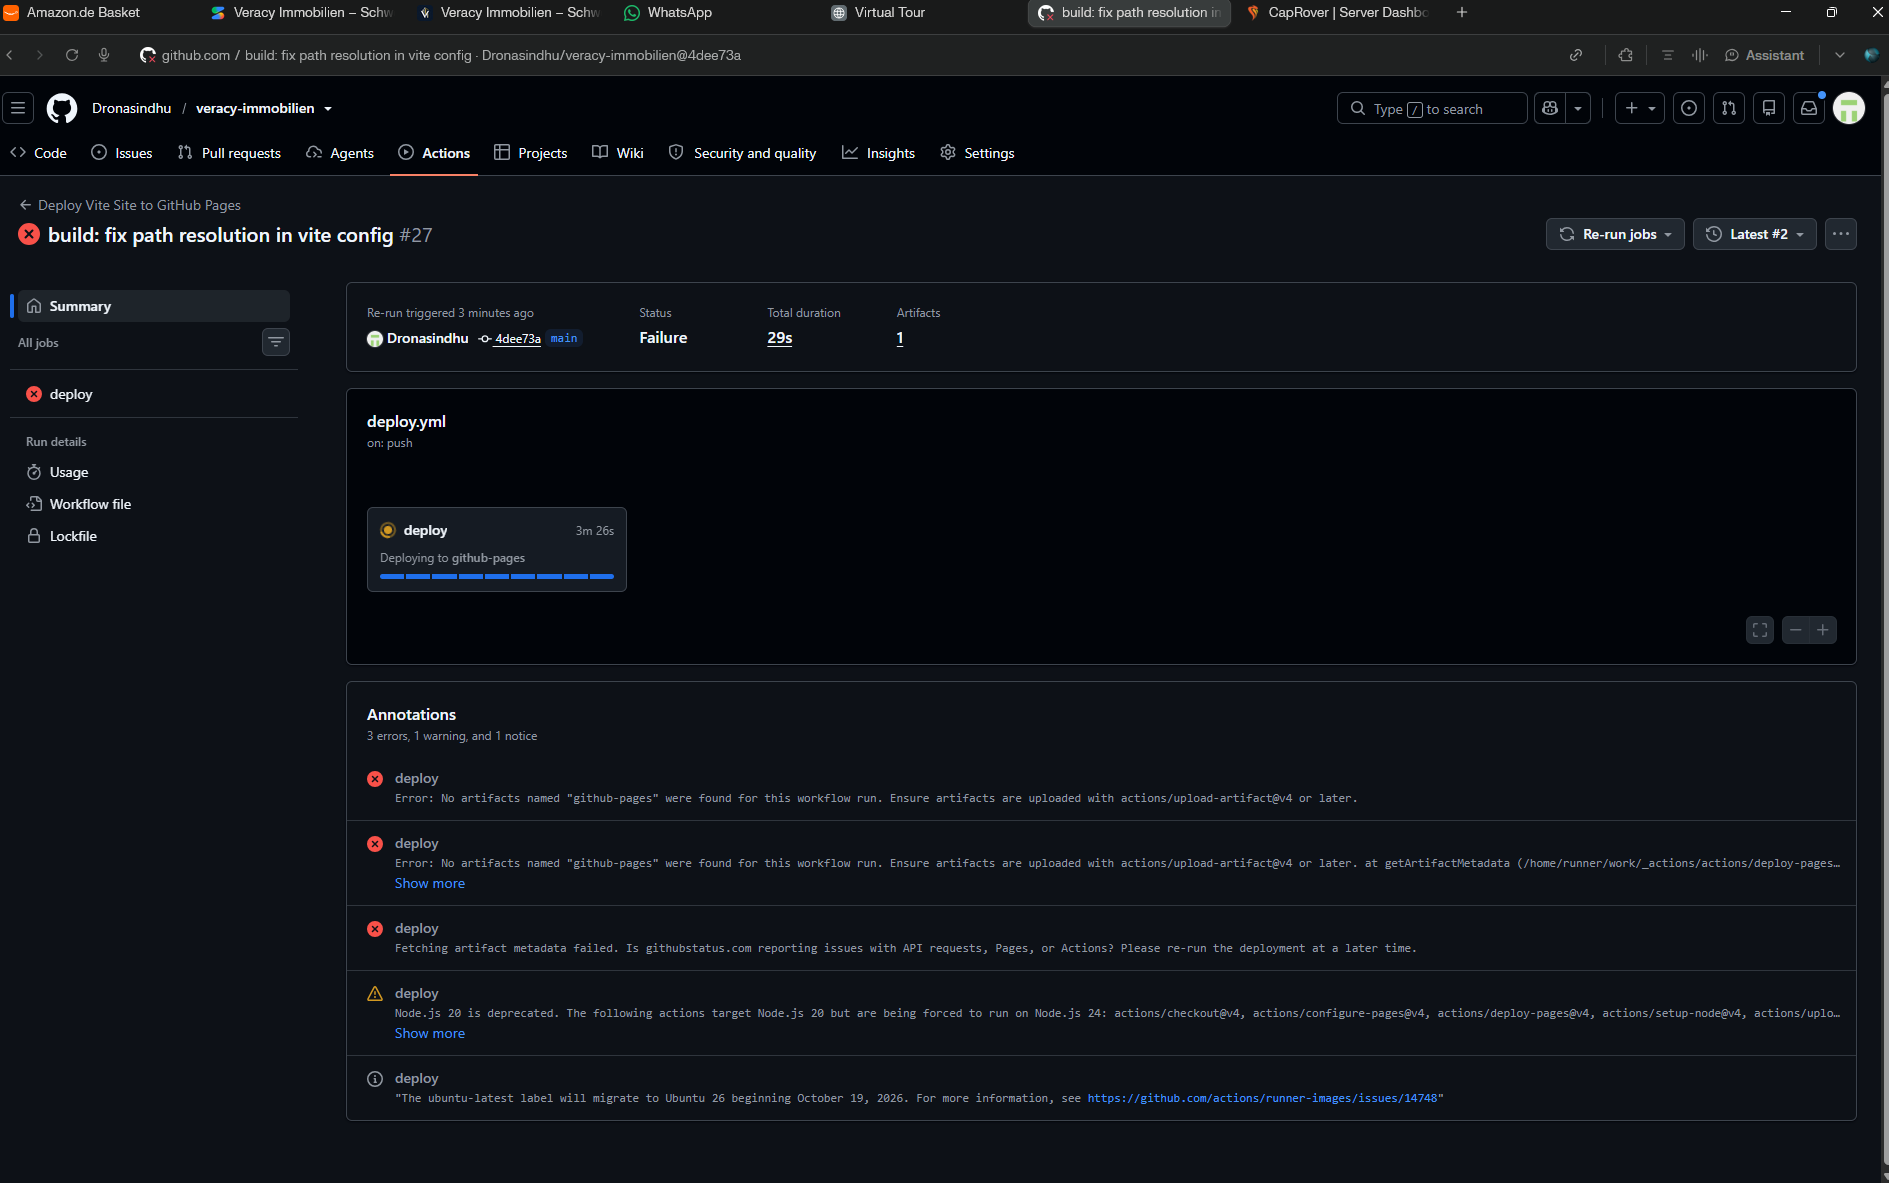 Amazon.de Basket
Veracy Immobilien – Schw
Veracy Immobilien – Schw
WhatsApp
Virtual Tour
build: fix path resolution in
CapRover | Server Dashbo
github.com / build: fix path resolution in vite config · Dronasindhu/veracy-immobilien@4dee73a
Assistant
Dronasindhu / veracy-immobilien
Type / to search
Code
Issues
Pull requests
Agents
Actions
Projects
Wiki
Security and quality
Insights
Settings
← Deploy Vite Site to GitHub Pages
build: fix path resolution in vite config #27
Re-run jobs
Latest #2
Summary
All jobs
deploy
Run details
Usage
Workflow file
Lockfile
Re-run triggered 3 minutes ago
Dronasindhu 4dee73a main
Status
Failure
Total duration
29s
Artifacts
1
deploy.yml
on: push
deploy 3m 26s
Deploying to github-pages
Annotations
3 errors, 1 warning, and 1 notice
deploy
Error: No artifacts named "github-pages" were found for this workflow run. Ensure artifacts are uploaded with actions/upload-artifact@v4 or later.
deploy
Error: No artifacts named "github-pages" were found for this workflow run. Ensure artifacts are uploaded with actions/upload-artifact@v4 or later. at getArtifactMetadata (/home/runner/work/_actions/actions/deploy-pages…
Show more
deploy
Fetching artifact metadata failed. Is githubstatus.com reporting issues with API requests, Pages, or Actions? Please re-run the deployment at a later time.
deploy
Node.js 20 is deprecated. The following actions target Node.js 20 but are being forced to run on Node.js 24: actions/checkout@v4, actions/configure-pages@v4, actions/deploy-pages@v4, actions/setup-node@v4, actions/uplo…
Show more
deploy
"The ubuntu-latest label will migrate to Ubuntu 26 beginning October 19, 2026. For more information, see https://github.com/actions/runner-images/issues/14748"